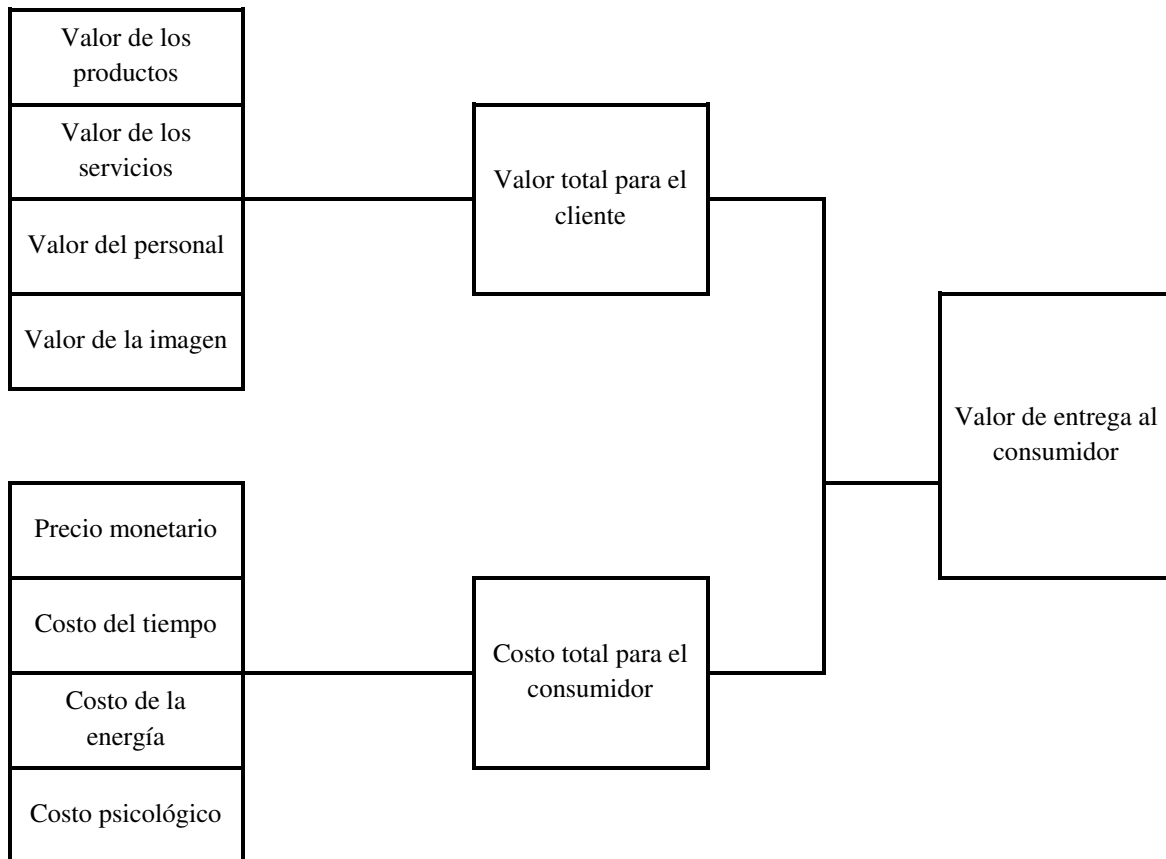 Valor de los
productos
Valor de los
servicios
Valor del personal
Valor de la imagen
Valor total para el
cliente
Valor de entrega al
consumidor
Precio monetario
Costo del tiempo
Costo de la
energía
Costo psicológico
Costo total para el
consumidor